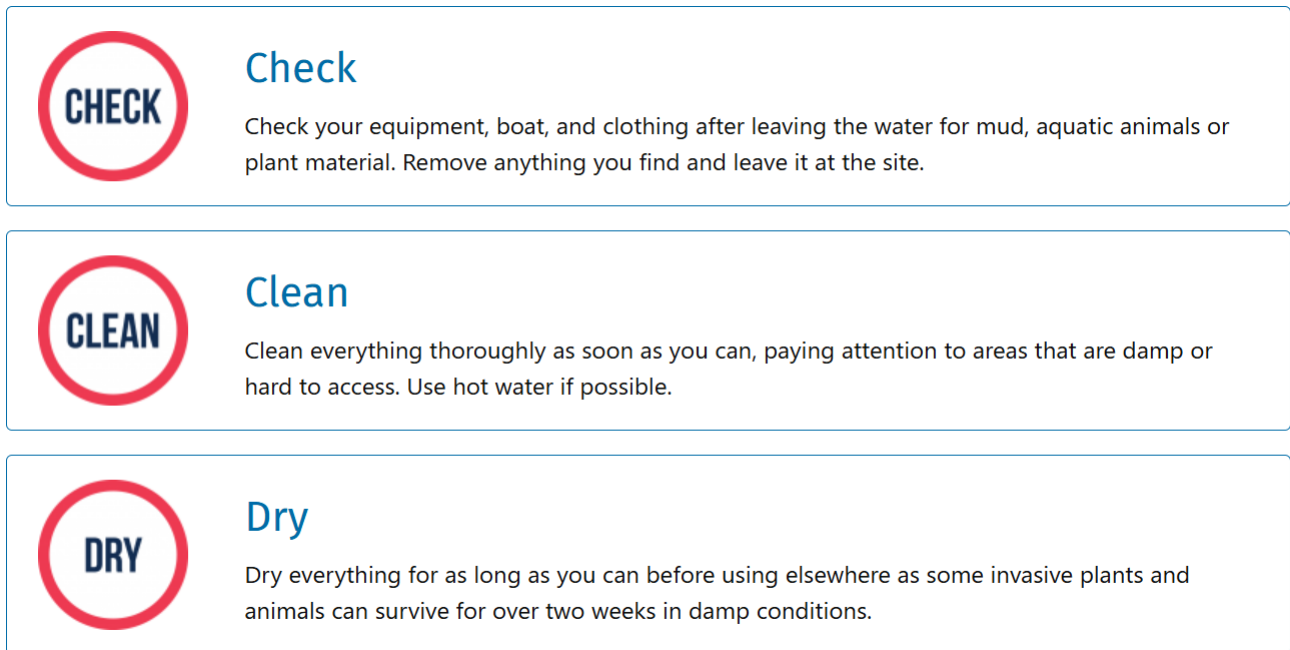 CHECK
Check
Check your equipment, boat, and clothing after leaving the water for mud, aquatic animals or
plant material. Remove anything you find and leave it at the site.
CLEAN
Clean
Clean everything thoroughly as soon as you can, paying attention to areas that are damp or
hard to access. Use hot water if possible.
DRY
Dry
Dry everything for as long as you can before using elsewhere as some invasive plants and
animals can survive for over two weeks in damp conditions.